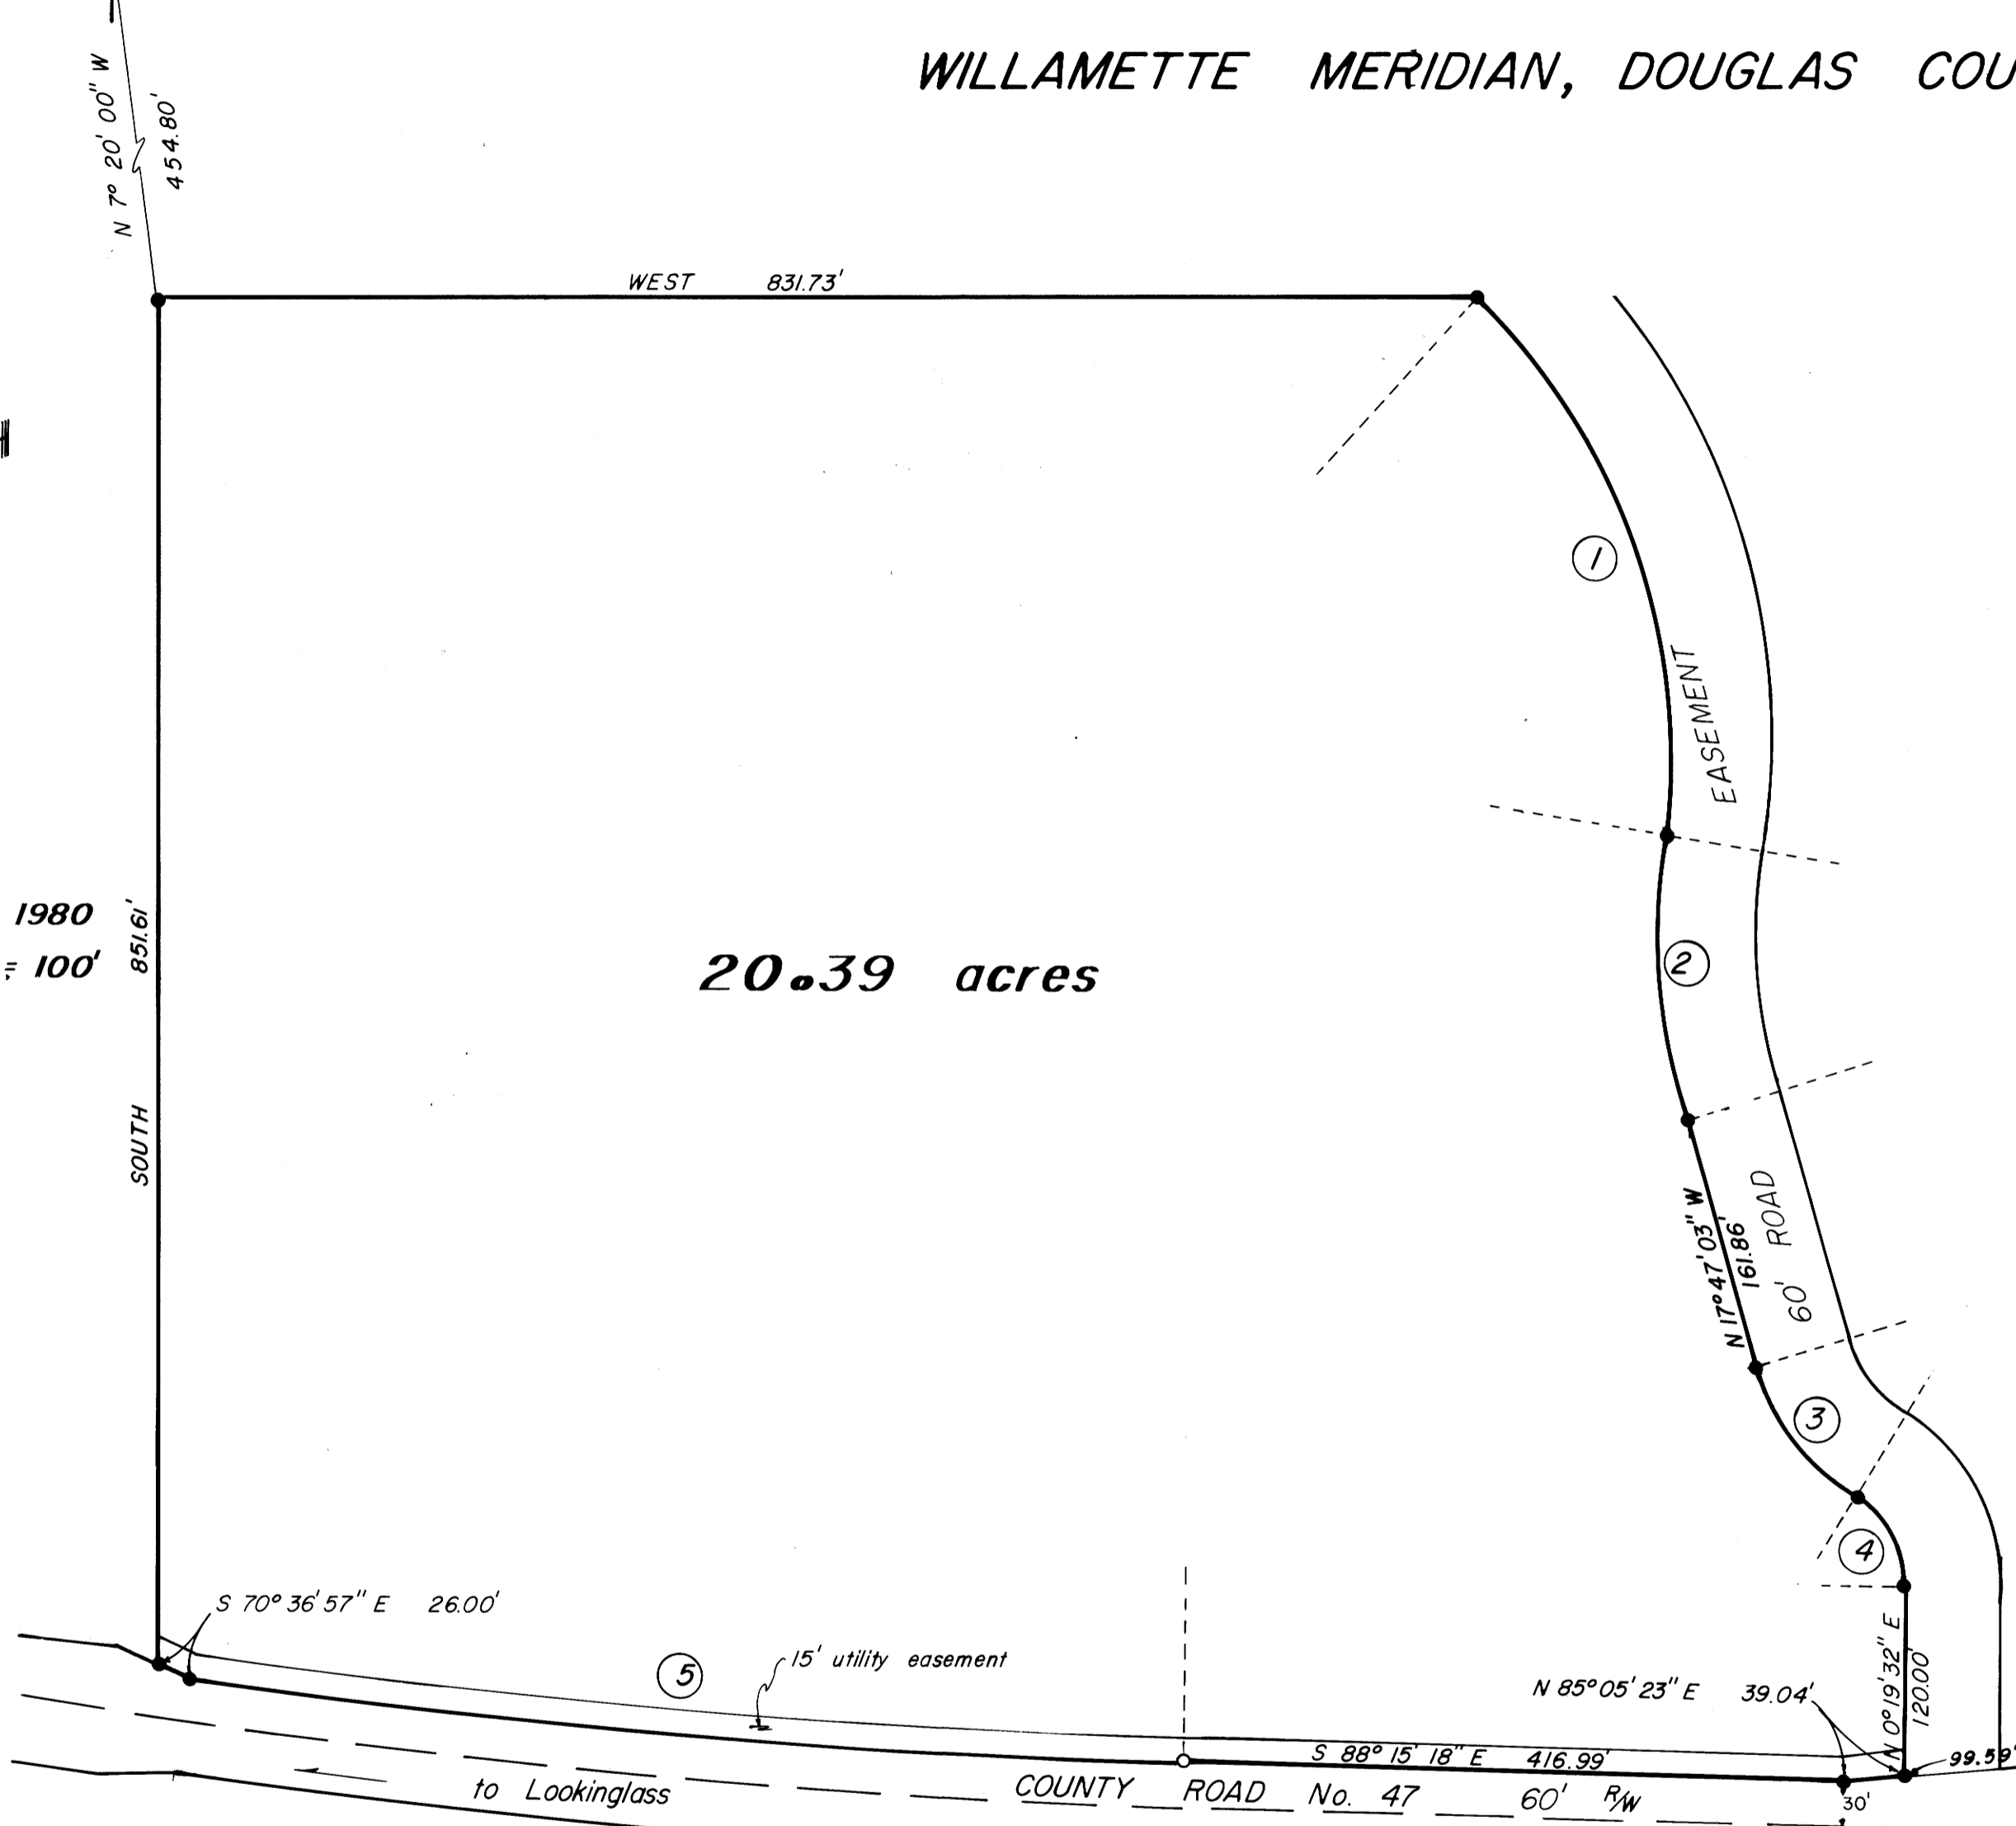 WILLAMETTE MERIDIAN, DOUGLAS COU
N 7° 20' 00" W
454.80'
WEST 831.73'
1
EASEMENT
1980
= 100'
SOUTH 851.61'
20.39 acres
2
N 17° 47' 03" W
161.86'
60' ROAD
3
4
S 70° 36' 57" E 26.00'
5
15' utility easement
N 85° 05' 23" E 39.04'
N 0° 19' 32" E
120.00'
S 88° 15' 18" E 416.99'
99.59'
to Lookinglass
COUNTY ROAD No. 47 60' R/W
30'